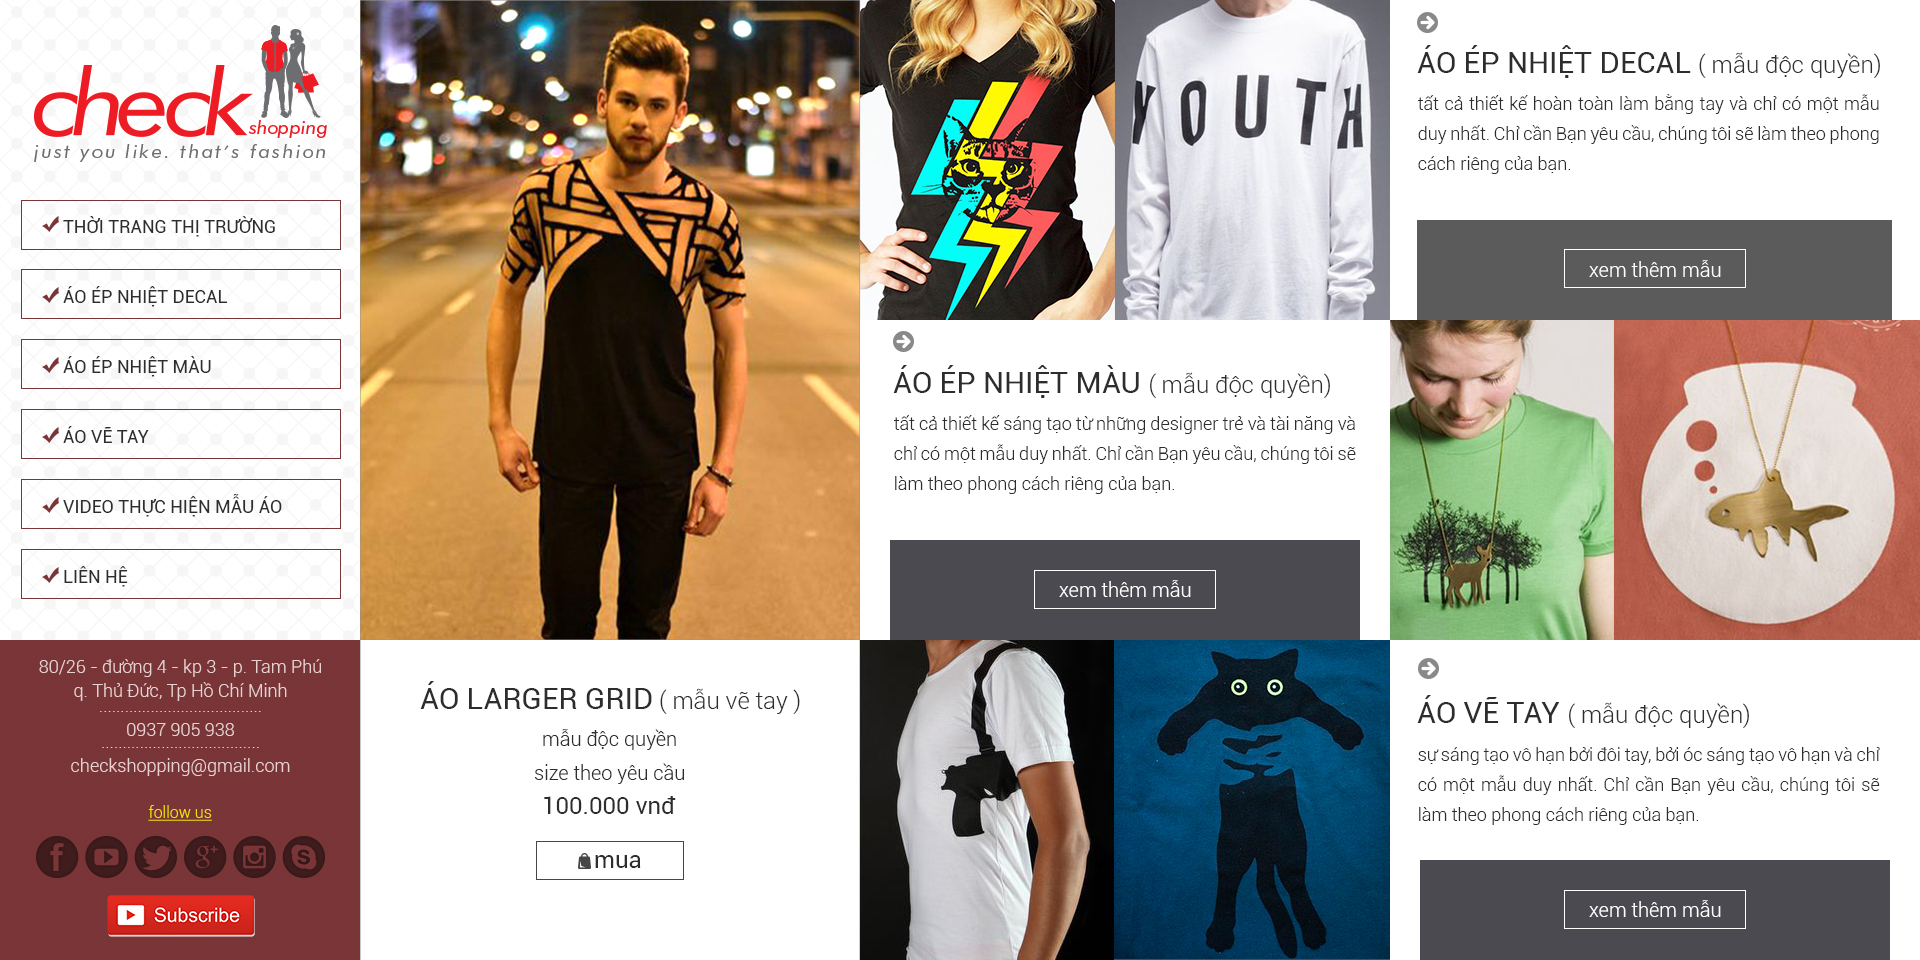 check
shopping
just you like. that's fashion
THỜI TRANG THỊ TRƯỜNG
ÁO ÉP NHIỆT DECAL
ÁO ÉP NHIỆT MÀU
ÁO VẼ TAY
VIDEO THỰC HIỆN MẪU ÁO
LIÊN HỆ
80/26 - đường 4 - kp 3 - p. Tam Phú
q. Thủ Đức, Tp Hồ Chí Minh
0937 905 938
checkshopping@gmail.com
follow us
Subscribe
ÁO LARGER GRID ( mẫu vẽ tay )
mẫu độc quyền
size theo yêu cầu
100.000 vnđ
mua
YOUTH
ÁO ÉP NHIỆT DECAL ( mẫu độc quyền)
tất cả thiết kế hoàn toàn làm bằng tay và chỉ có một mẫu
duy nhất. Chỉ cần Bạn yêu cầu, chúng tôi sẽ làm theo phong
cách riêng của bạn.
xem thêm mẫu
ÁO ÉP NHIỆT MÀU ( mẫu độc quyền)
tất cả thiết kế sáng tạo từ những designer trẻ và tài năng và
chỉ có một mẫu duy nhất. Chỉ cần Bạn yêu cầu, chúng tôi sẽ
làm theo phong cách riêng của bạn.
xem thêm mẫu
ÁO VẼ TAY ( mẫu độc quyền)
sự sáng tạo vô hạn bởi đôi tay, bởi óc sáng tạo vô hạn và chỉ
có một mẫu duy nhất. Chỉ cần Bạn yêu cầu, chúng tôi sẽ
làm theo phong cách riêng của bạn.
xem thêm mẫu